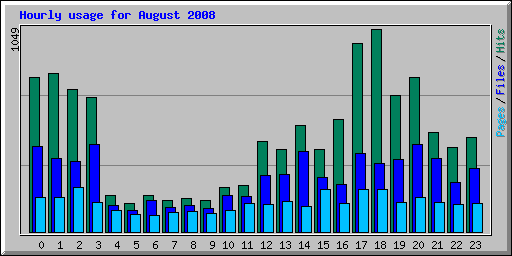 Hourly usage for August 2008
1049
Pages / Files / Hits
0 1 2 3 4 5 6 7 8 9 10 11 12 13 14 15 16 17 18 19 20 21 22 23